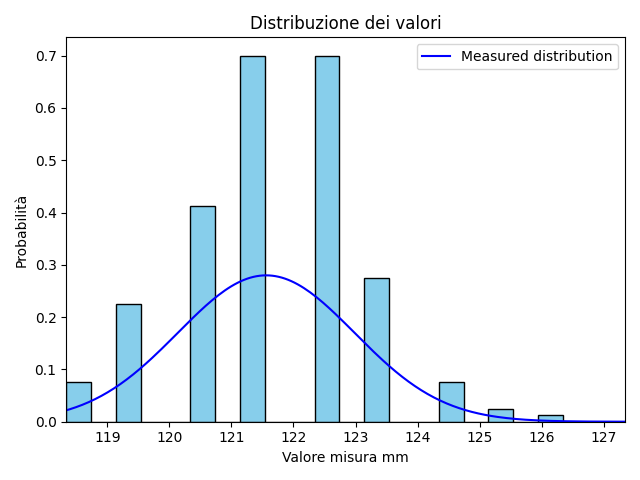 Distribuzione dei valori
Measured distribution
0.7
0.6
0.5
0.4
0.3
0.2
0.1
0.0
Probabilità
119 120 121 122 123 124 125 126 127
Valore misura mm